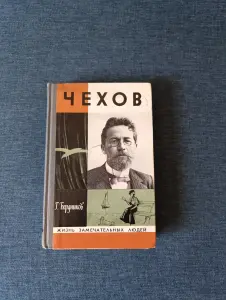 ЧЕХОВ
Г. Бердников
ЖИЗНЬ ЗАМЕЧАТЕЛЬНЫХ ЛЮДЕЙ